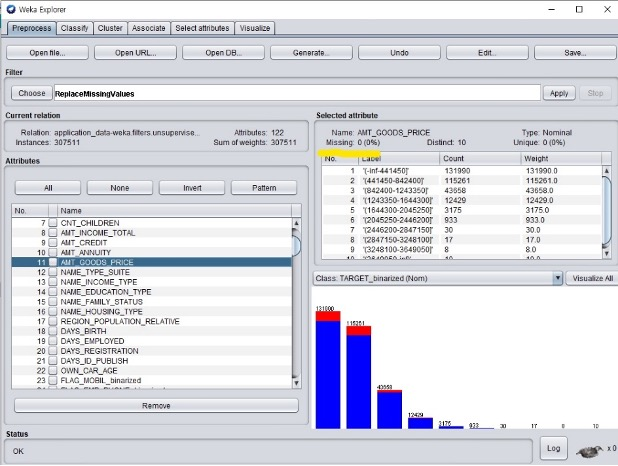 Weka Explorer
Preprocess Classify Cluster Associate Select attributes Visualize
Open file... Open URL... Open DB... Generate... Undo Edit... Save...
Filter
Choose ReplaceMissingValues Apply Stop
Current relation
Relation: application_data-weka.filters.unsupervise... Attributes: 122
Instances: 307511 Sum of weights: 307511
Attributes
All None Invert Pattern
No. Name
7 CNT_CHILDREN
8 AMT_INCOME_TOTAL
9 AMT_CREDIT
10 AMT_ANNUITY
11 AMT_GOODS_PRICE
12 NAME_TYPE_SUITE
13 NAME_INCOME_TYPE
14 NAME_EDUCATION_TYPE
15 NAME_FAMILY_STATUS
16 NAME_HOUSING_TYPE
17 REGION_POPULATION_RELATIVE
18 DAYS_BIRTH
19 DAYS_EMPLOYED
20 DAYS_REGISTRATION
21 DAYS_ID_PUBLISH
22 OWN_CAR_AGE
23 FLAG_MOBIL_binarized
Remove
Selected attribute
Name: AMT_GOODS_PRICE Type: Nominal
Missing: 0 (0%) Distinct: 10 Unique: 0 (0%)
No. Label Count Weight
1 '(-inf-441450]' 131990 131990.0
2 '(441450-842400]' 115261 115261.0
3 '(842400-1243350]' 43658 43658.0
4 '(1243350-1644300]' 12429 12429.0
5 '(1644300-2045250]' 3175 3175.0
6 '(2045250-2446200]' 933 933.0
7 '(2446200-2847150]' 30 30.0
8 '(2847150-3248100]' 17 17.0
9 '(3248100-3649050]' 8 8.0
Class: TARGET_binarized (Nom) Visualize All
131990
115261
43658
12429
3175 933 30 17 8 10
Status
OK
Log x 0